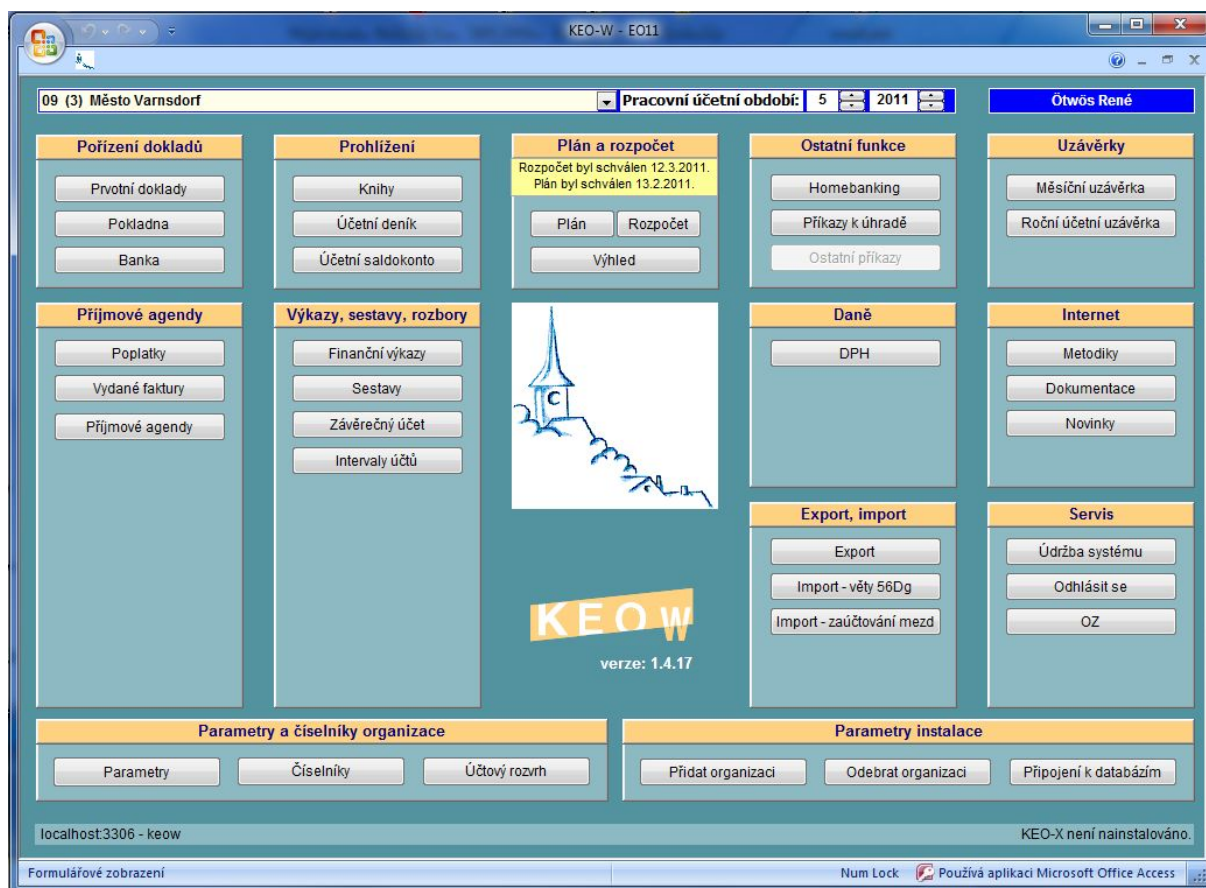 KEO-W - EO11
09 (3) Město Varnsdorf
Pracovní účetní období: 5 2011
Ötwös René
Pořízení dokladů
Prvotní doklady
Pokladna
Banka
Prohlížení
Knihy
Účetní deník
Účetní saldokonto
Plán a rozpočet
Rozpočet byl schválen 12.3.2011.
Plán byl schválen 13.2.2011.
Plán Rozpočet
Výhled
Ostatní funkce
Homebanking
Příkazy k úhradě
Ostatní příkazy
Uzávěrky
Měsíční uzávěrka
Roční účetní uzávěrka
Příjmové agendy
Poplatky
Vydané faktury
Příjmové agendy
Výkazy, sestavy, rozbory
Finanční výkazy
Sestavy
Závěrečný účet
Intervaly účtů
C
KEO W
verze: 1.4.17
Daně
DPH
Internet
Metodiky
Dokumentace
Novinky
Export, import
Export
Import - věty 56Dg
Import - zaúčtování mezd
Servis
Údržba systému
Odhlásit se
OZ
Parametry a číselníky organizace
Parametry Číselníky Účtový rozvrh
Parametry instalace
Přidat organizaci Odebrat organizaci Připojení k databázím
localhost:3306 - keow
KEO-X není nainstalováno.
Formulářové zobrazení
Num Lock Používá aplikaci Microsoft Office Access